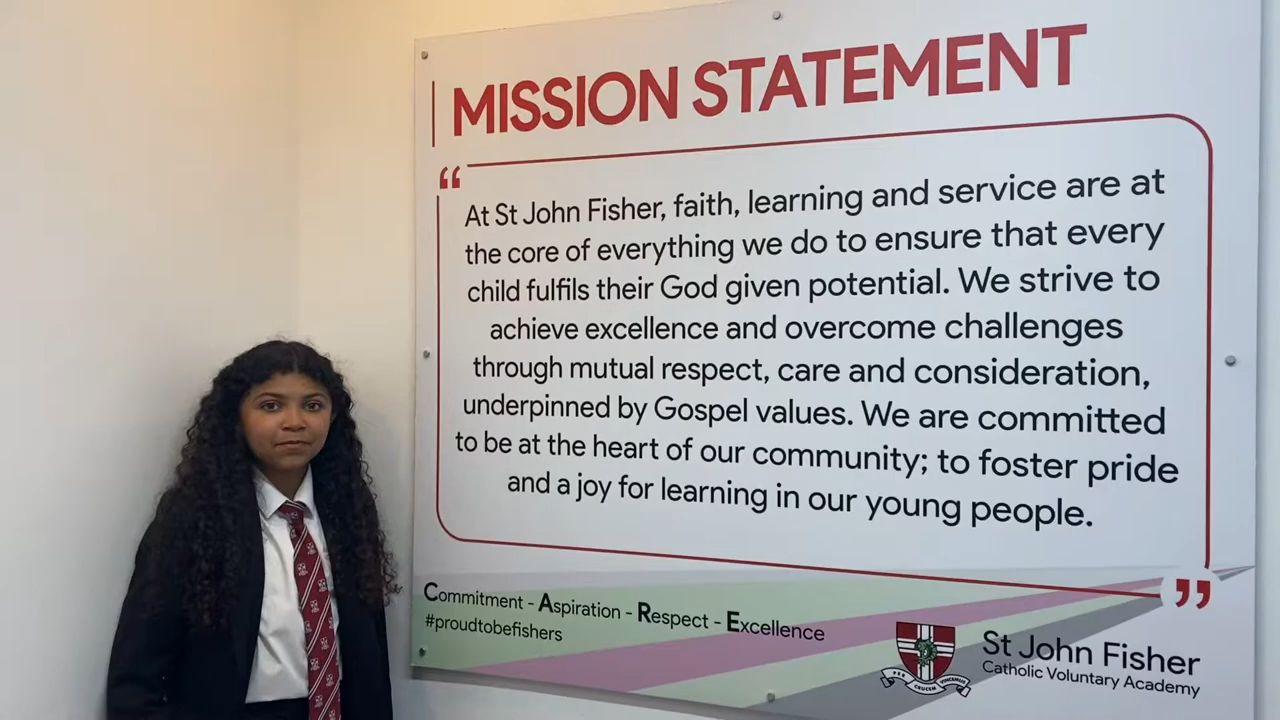 MISSION STATEMENT
“
At St John Fisher, faith, learning and service are at
the core of everything we do to ensure that every
child fulfils their God given potential. We strive to
achieve excellence and overcome challenges
through mutual respect, care and consideration,
underpinned by Gospel values. We are committed
to be at the heart of our community; to foster pride
and a joy for learning in our young people.
”
Commitment - Aspiration - Respect - Excellence
#proudtobefishers
St John Fisher
Catholic Voluntary Academy
PER CRUCEM VINCEMUS